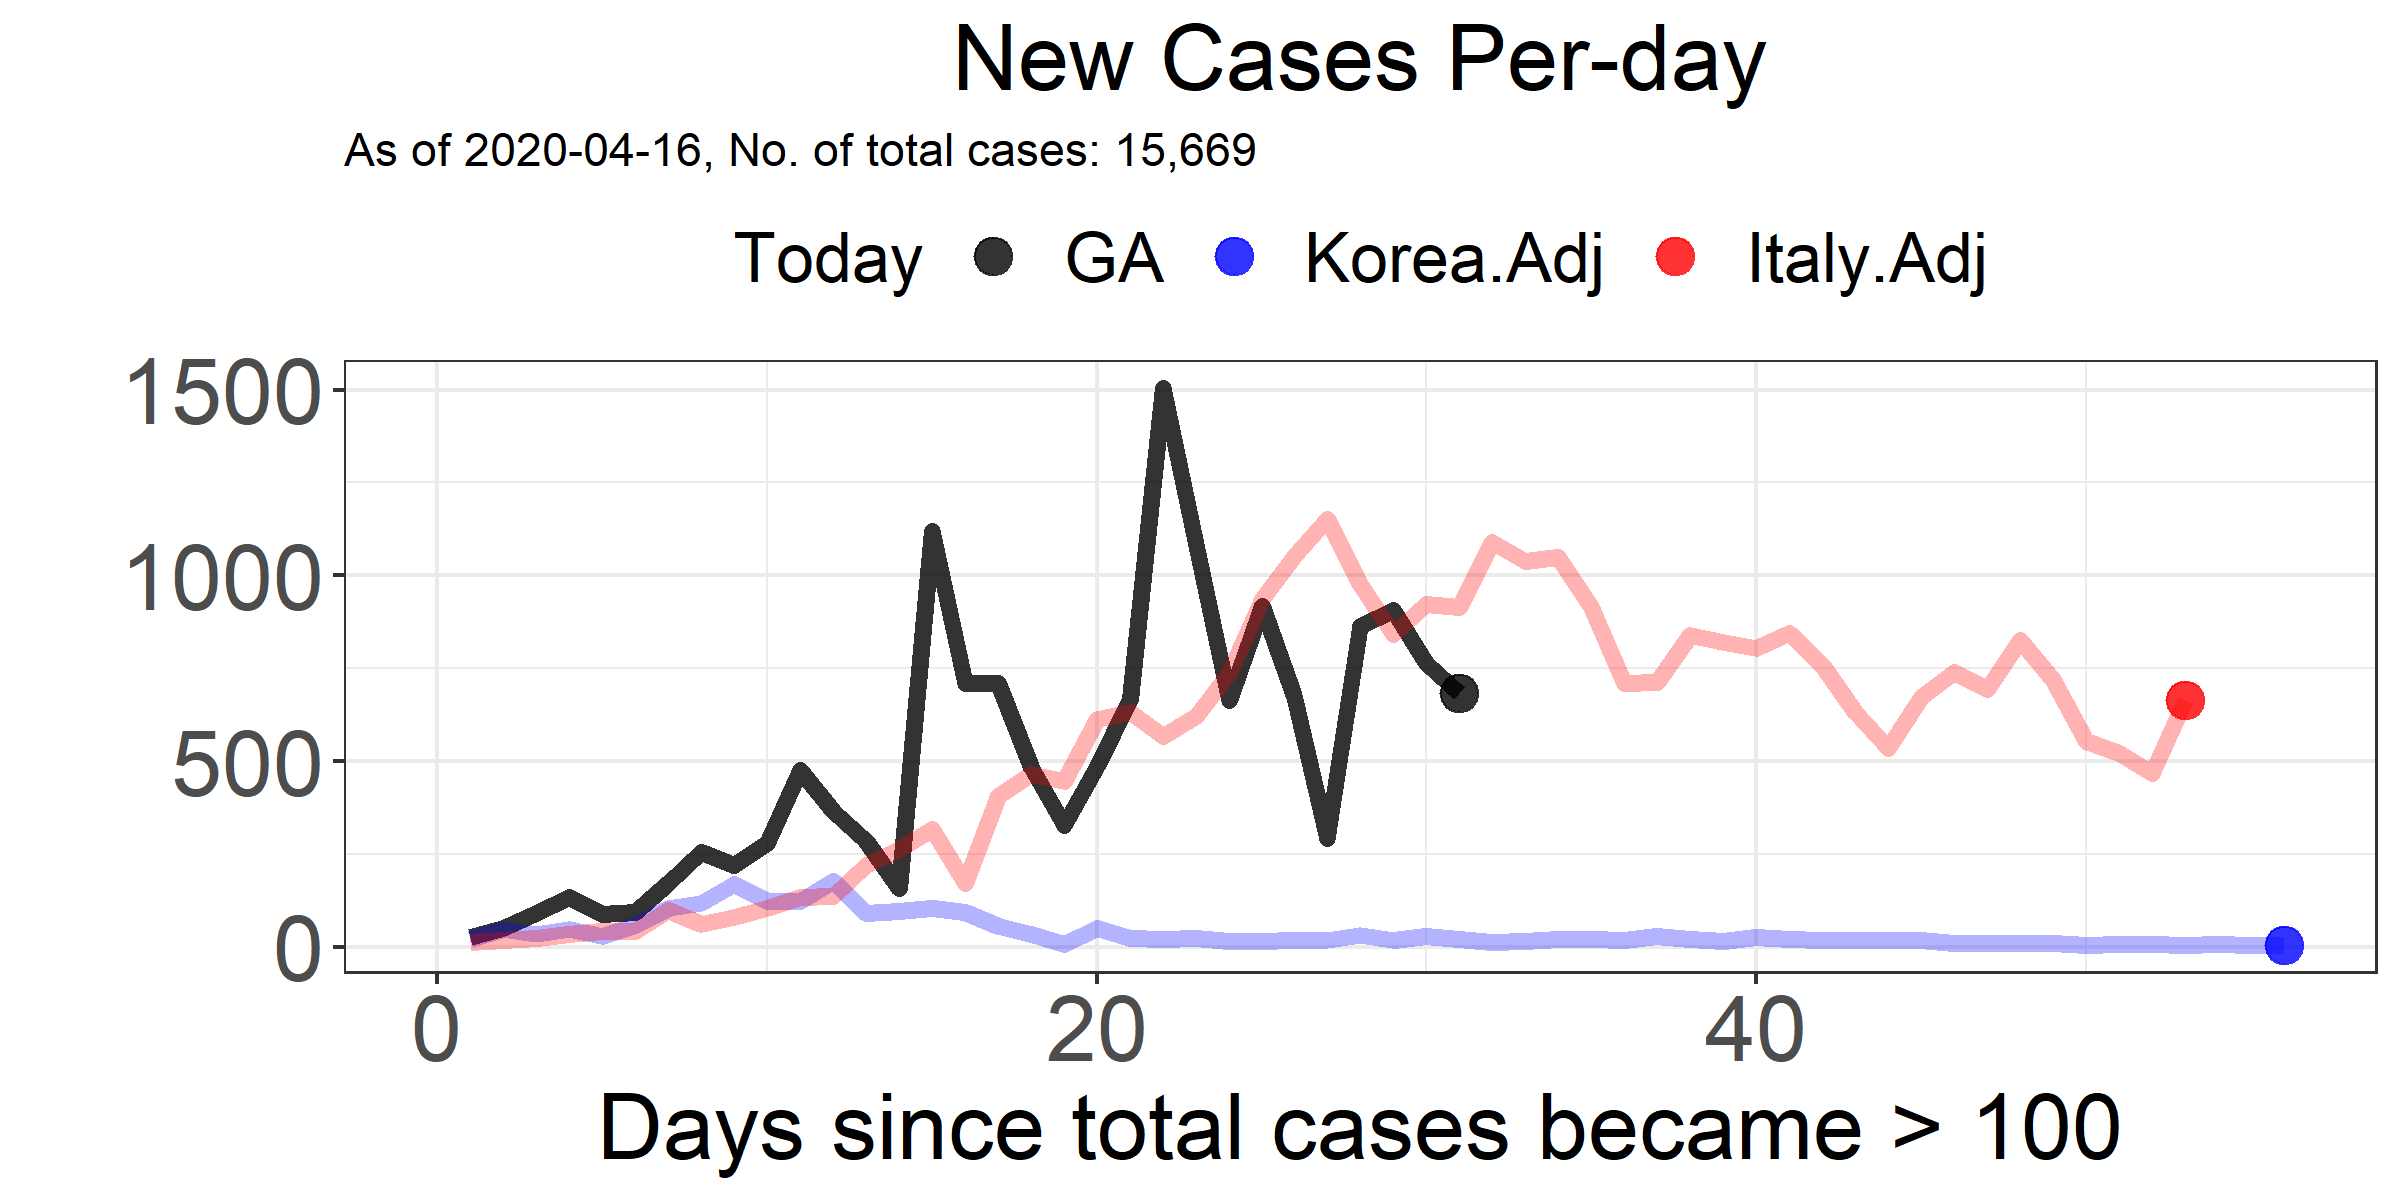 New Cases Per-day
As of 2020-04-16, No. of total cases: 15,669
Today GA Korea.Adj Italy.Adj
1500
1000
500
0
0 20 40
Days since total cases became > 100